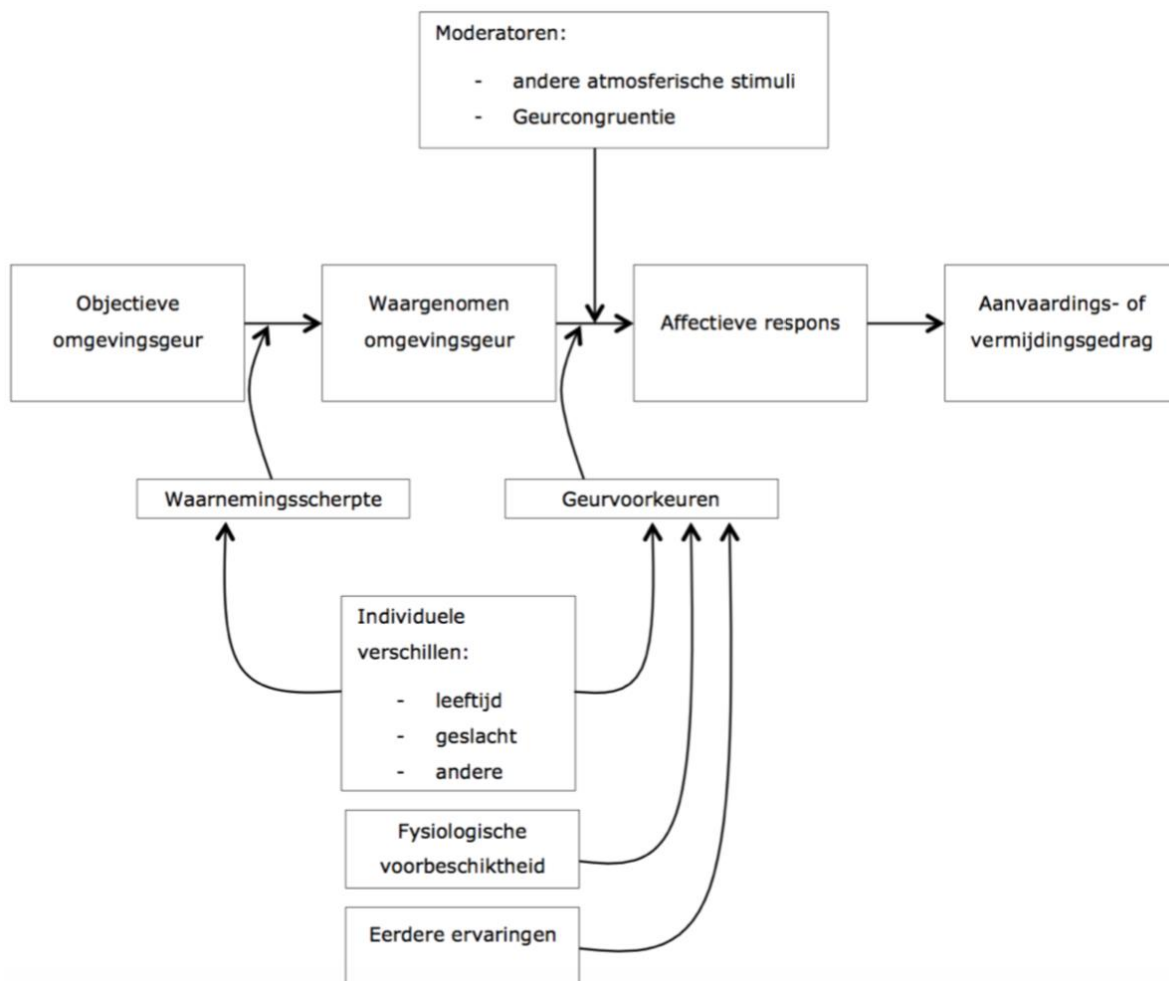 Moderatoren:
- andere atmosferische stimuli
- Geurcongruentie
Objectieve
omgevingsgeur
Waargenomen
omgevingsgeur
Affectieve respons
Aanvaardings- of
vermijdingsgedrag
Waarnemingsscherpte
Geurvoorkeuren
Individuele
verschillen:
- leeftijd
- geslacht
- andere
Fysiologische
voorbeschiktheid
Eerdere ervaringen